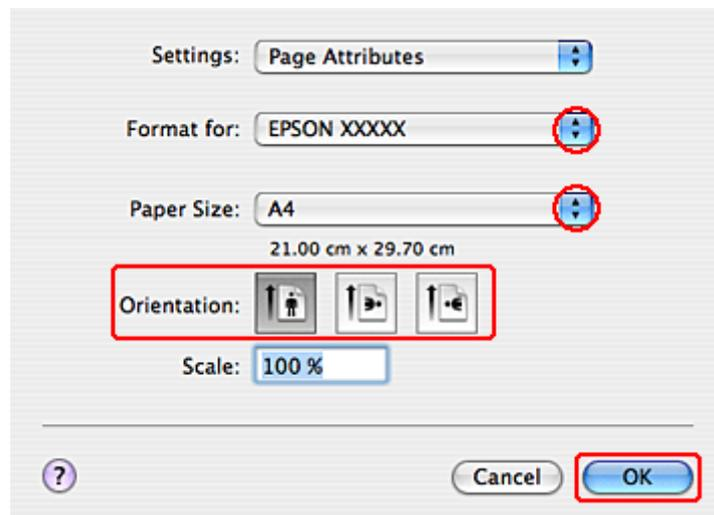 Settings: Page Attributes
Format for: EPSON XXXXX
Paper Size: A4
21.00 cm x 29.70 cm
Orientation:
Scale: 100 %
? Cancel OK